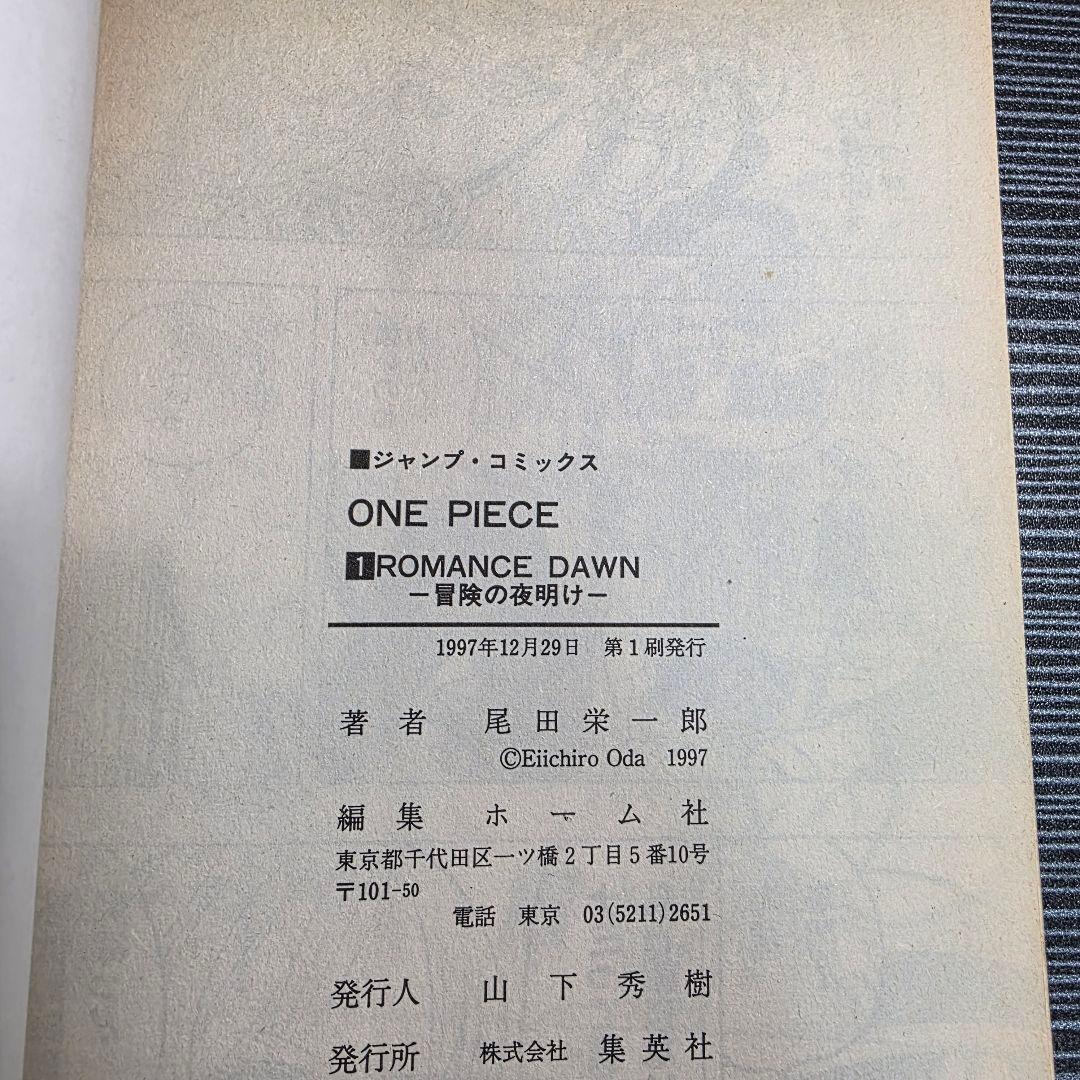 ■ジャンプ・コミックス
ONE PIECE
1 ROMANCE DAWN
―冒険の夜明け―
1997年12月29日 第1刷発行
著者 尾田栄一郎
©Eiichiro Oda 1997
編集 ホーム社
東京都千代田区一ツ橋2丁目5番10号
〒101-50
電話 東京 03(5211)2651
発行人 山下秀樹
発行所 株式会社 集英社